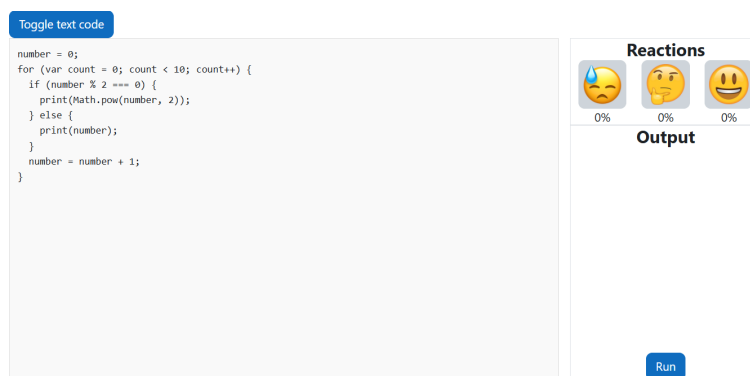 Toggle text code
number = 0;
for (var count = 0; count < 10; count++) {
  if (number % 2 === 0) {
    print(Math.pow(number, 2));
  } else {
    print(number);
  }
  number = number + 1;
}
Reactions
0% 0% 0%
Output
Run